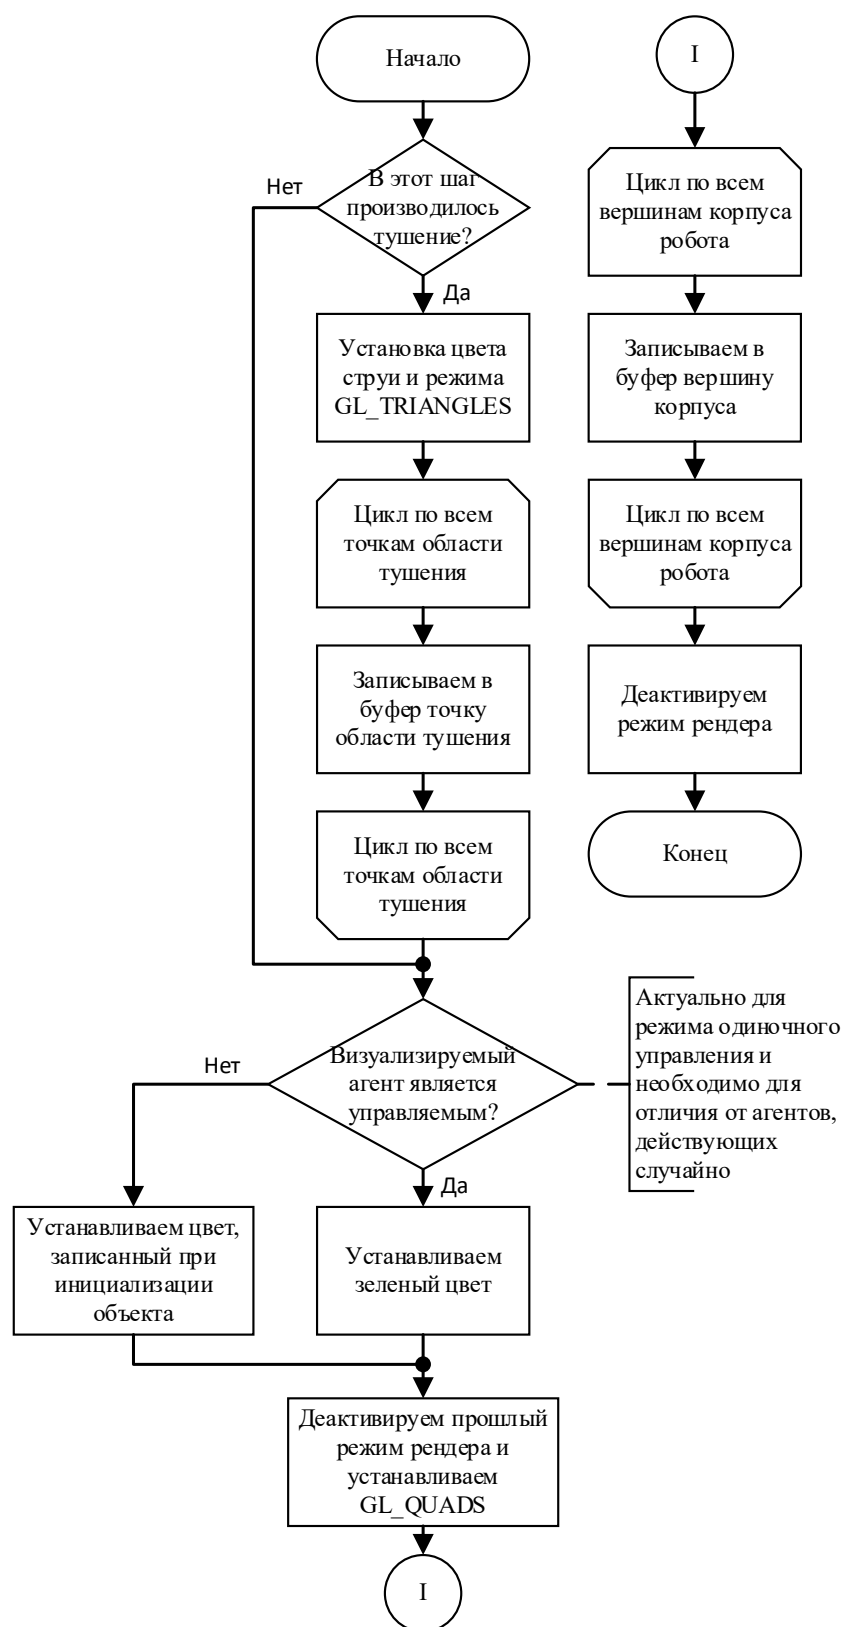 Начало
Нет
В этот шаг
производилось
тушение?
Да
Установка цвета
струи и режима
GL_TRIANGLES
Цикл по всем
точкам области
тушения
Записываем в
буфер точку
области тушения
Цикл по всем
точкам области
тушения
Нет
Визуализируемый
агент является
управляемым?
Актуально для
режима одиночного
управления и
необходимо для
отличия от агентов,
действующих
случайно
Да
Устанавливаем цвет,
записанный при
инициализации
объекта
Устанавливаем
зеленый цвет
Деактивируем прошлый
режим рендера и
устанавливаем
GL_QUADS
I
I
Цикл по всем
вершинам корпуса
робота
Записываем в
буфер вершину
корпуса
Цикл по всем
вершинам корпуса
робота
Деактивируем
режим рендера
Конец